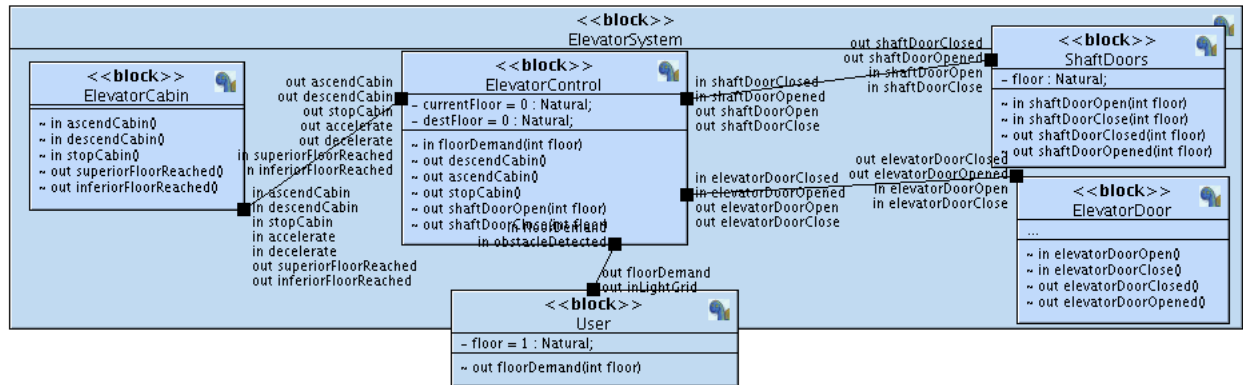 <<block>>
ElevatorSystem
<<block>>
ElevatorCabin
~ in ascendCabin()
~ in descendCabin()
~ in stopCabin()
~ out superiorFloorReached()
~ out inferiorFloorReached()
out ascendCabin
out descendCabin
out stopCabin
out accelerate
out decelerate
in superiorFloorReached
in inferiorFloorReached
in ascendCabin
in descendCabin
in stopCabin
in accelerate
in decelerate
out superiorFloorReached
out inferiorFloorReached
<<block>>
ElevatorControl
- currentFloor = 0 : Natural;
- destFloor = 0 : Natural;
~ in floorDemand(int floor)
~ out descendCabin()
~ out ascendCabin()
~ out stopCabin()
~ out shaftDoorOpen(int floor)
~ out shaftDoorClose(int floor)
in floorDemand
in obstacleDetected
in shaftDoorClosed
in shaftDoorOpened
out shaftDoorOpen
out shaftDoorClose
in elevatorDoorClosed
in elevatorDoorOpened
out elevatorDoorOpen
out elevatorDoorClose
out shaftDoorClosed
out shaftDoorOpened
in shaftDoorOpen
in shaftDoorClose
<<block>>
ShaftDoors
- floor : Natural;
~ in shaftDoorOpen(int floor)
~ in shaftDoorClose(int floor)
~ out shaftDoorClosed(int floor)
~ out shaftDoorOpened(int floor)
out elevatorDoorClosed
out elevatorDoorOpened
in elevatorDoorOpen
in elevatorDoorClose
<<block>>
ElevatorDoor
...
~ in elevatorDoorOpen()
~ in elevatorDoorClose()
~ out elevatorDoorClosed()
~ out elevatorDoorOpened()
out floorDemand
out inLightGrid
<<block>>
User
- floor = 1 : Natural;
~ out floorDemand(int floor)